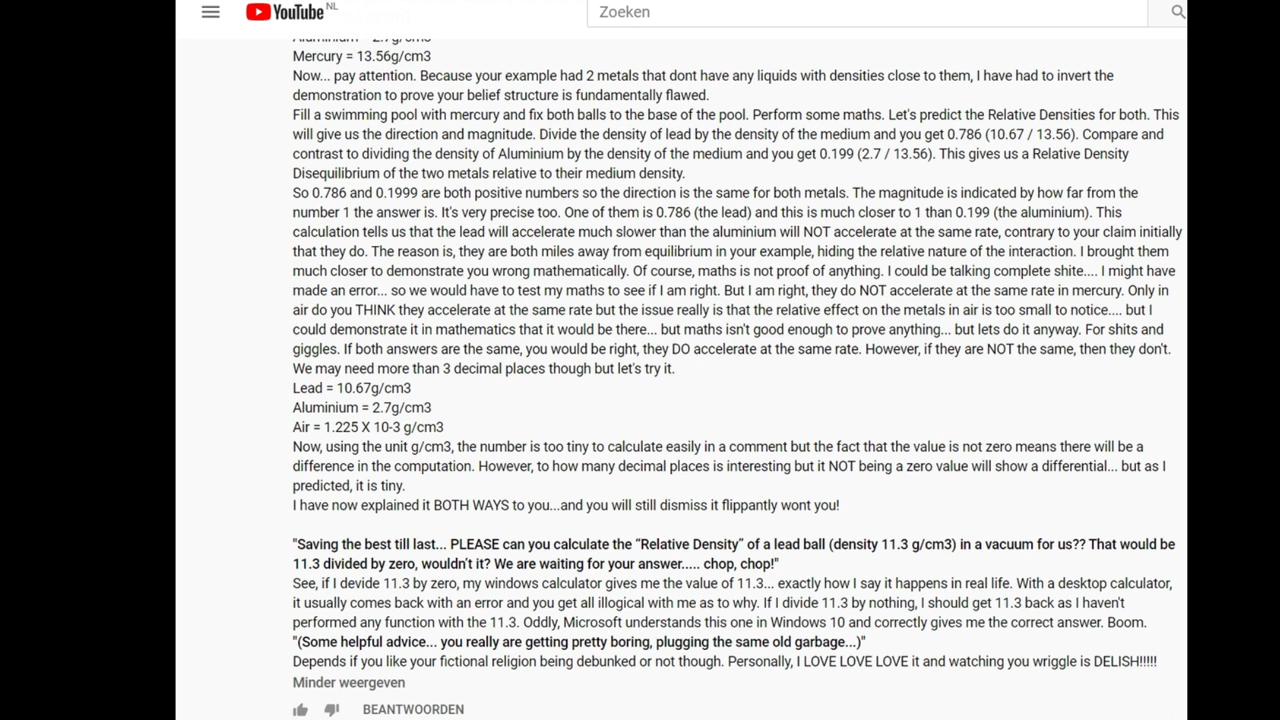 YouTube NL
Zoeken
Aluminium = 2.7g/cm3
Mercury = 13.56g/cm3
Now... pay attention. Because your example had 2 metals that dont have any liquids with densities close to them, I have had to invert the
demonstration to prove your belief structure is fundamentally flawed.
Fill a swimming pool with mercury and fix both balls to the base of the pool. Perform some maths. Let's predict the Relative Densities for both. This
will give us the direction and magnitude. Divide the density of lead by the density of the medium and you get 0.786 (10.67 / 13.56). Compare and
contrast to dividing the density of Aluminium by the density of the medium and you get 0.199 (2.7 / 13.56). This gives us a Relative Density
Disequilibrium of the two metals relative to their medium density.
So 0.786 and 0.1999 are both positive numbers so the direction is the same for both metals. The magnitude is indicated by how far from the
number 1 the answer is. It's very precise too. One of them is 0.786 (the lead) and this is much closer to 1 than 0.199 (the aluminium). This
calculation tells us that the lead will accelerate much slower than the aluminium will NOT accelerate at the same rate, contrary to your claim initially
that they do. The reason is, they are both miles away from equilibrium in your example, hiding the relative nature of the interaction. I brought them
much closer to demonstrate you wrong mathematically. Of course, maths is not proof of anything. I could be talking complete shite.... I might have
made an error... so we would have to test my maths to see if I am right. But I am right, they do NOT accelerate at the same rate in mercury. Only in
air do you THINK they accelerate at the same rate but the issue really is that the relative effect on the metals in air is too small to notice.... but I
could demonstrate it in mathematics that it would be there... but maths isn't good enough to prove anything... but lets do it anyway. For shits and
giggles. If both answers are the same, you would be right, they DO accelerate at the same rate. However, if they are NOT the same, then they don't.
We may need more than 3 decimal places though but let's try it.
Lead = 10.67g/cm3
Aluminium = 2.7g/cm3
Air = 1.225 X 10-3 g/cm3
Now, using the unit g/cm3, the number is too tiny to calculate easily in a comment but the fact that the value is not zero means there will be a
difference in the computation. However, to how many decimal places is interesting but it NOT being a zero value will show a differential... but as I
predicted, it is tiny.
I have now explained it BOTH WAYS to you...and you will still dismiss it flippantly wont you!
"Saving the best till last... PLEASE can you calculate the “Relative Density” of a lead ball (density 11.3 g/cm3) in a vacuum for us?? That would be
11.3 divided by zero, wouldn't it? We are waiting for your answer..... chop, chop!"
See, if I devide 11.3 by zero, my windows calculator gives me the value of 11.3... exactly how I say it happens in real life. With a desktop calculator,
it usually comes back with an error and you get all illogical with me as to why. If I divide 11.3 by nothing, I should get 11.3 back as I haven't
performed any function with the 11.3. Oddly, Microsoft understands this one in Windows 10 and correctly gives me the correct answer. Boom.
"(Some helpful advice... you really are getting pretty boring, plugging the same old garbage...)"
Depends if you like your fictional religion being debunked or not though. Personally, I LOVE LOVE LOVE it and watching you wriggle is DELISH!!!!!
Minder weergeven
BEANTWOORDEN